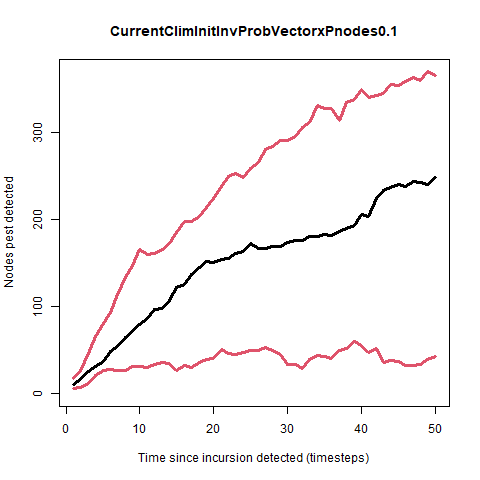 CurrentClimInitInvProbVectorxPnodes0.1
Nodes pest detected
300
200
100
0
0 10 20 30 40 50
Time since incursion detected (timesteps)